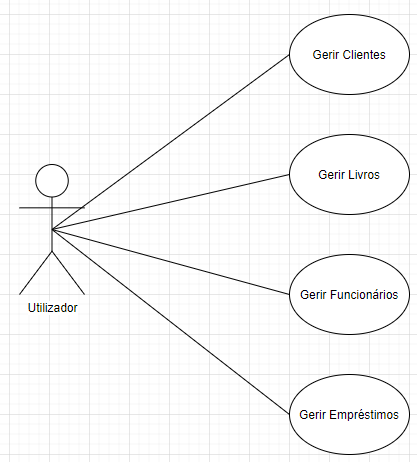 Gerir Clientes
Gerir Livros
Gerir Funcionários
Utilizador
Gerir Empréstimos